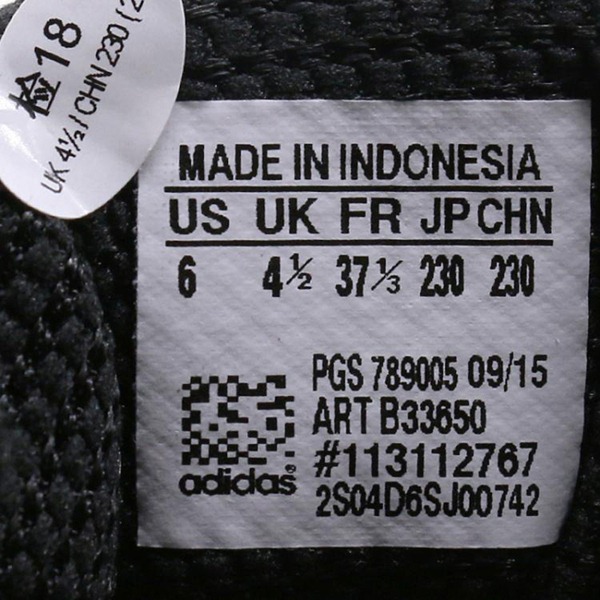 检18
UK 4½ / CHN 230 (2
MADE IN INDONESIA
US UK FR JP CHN
6 4½ 37⅓ 230 230
PGS 789005 09/15
ART B33650
#113112767
2S04D6SJ00742
adidas®